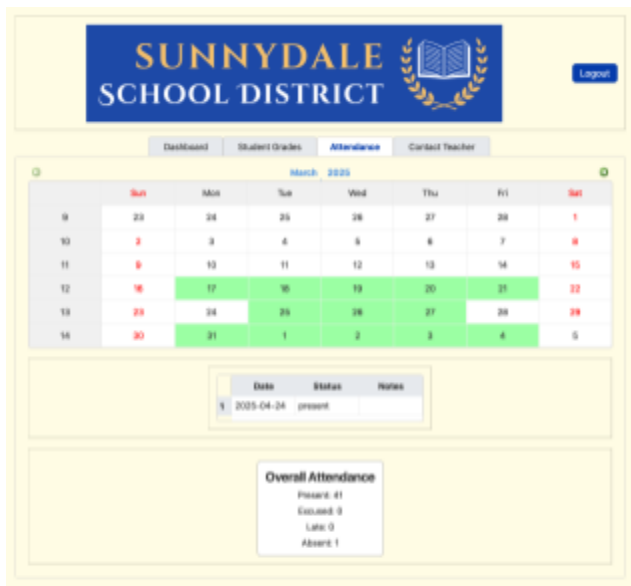 SUNNYDALE
SCHOOL DISTRICT
Logout
Dashboard Student Grades Attendance Contact Teacher
March 2025
Sun Mon Tue Wed Thu Fri Sat
9 23 24 25 26 27 28 1
10 2 3 4 5 6 7 8
11 9 10 11 12 13 14 15
12 16 17 18 19 20 21 22
13 23 24 25 26 27 28 29
14 30 31 1 2 3 4 5
Date Status Notes
1 2025-04-24 present
Overall Attendance
Present: 41
Excused: 0
Late: 0
Absent: 1